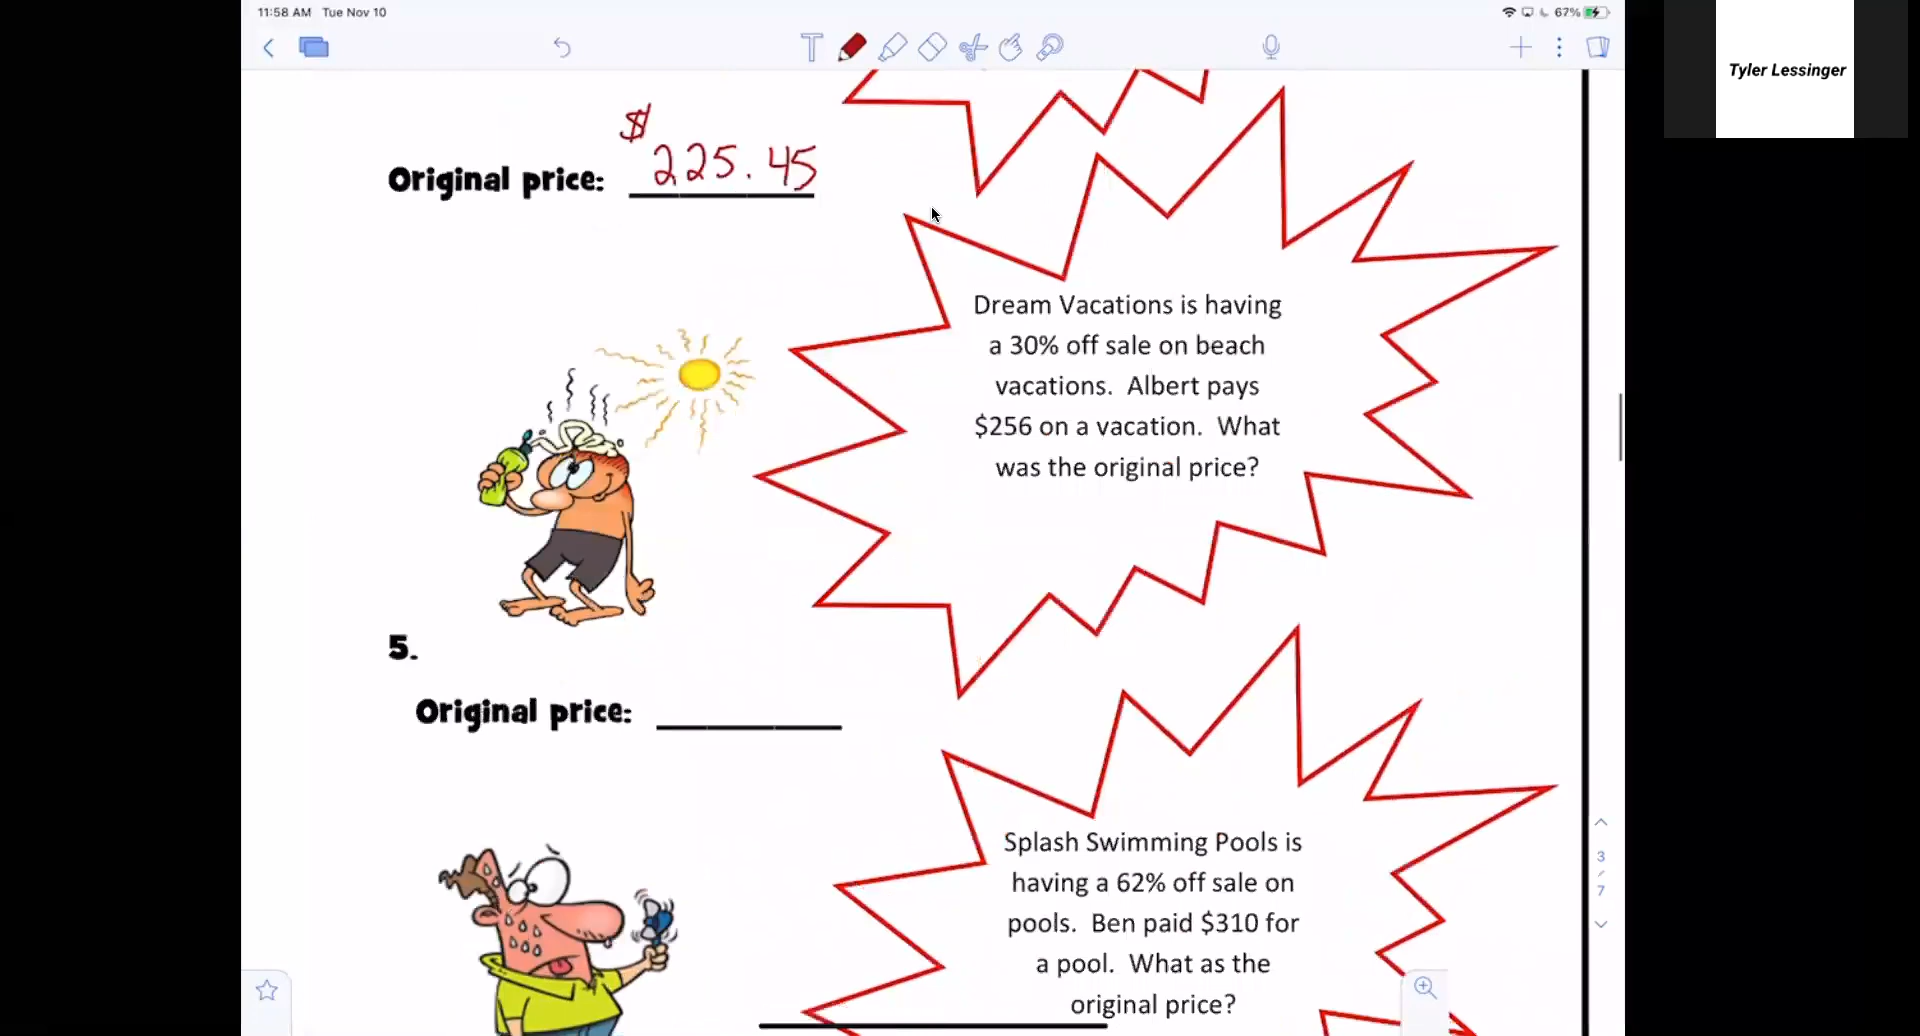 11:58 AM Tue Nov 10
67%
Tyler Lessinger
$
Original price: 225.45
Dream Vacations is having
a 30% off sale on beach
vacations. Albert pays
$256 on a vacation. What
was the original price?
5.
Original price:
Splash Swimming Pools is
having a 62% off sale on
pools. Ben paid $310 for
a pool. What as the
original price?
3
/
7